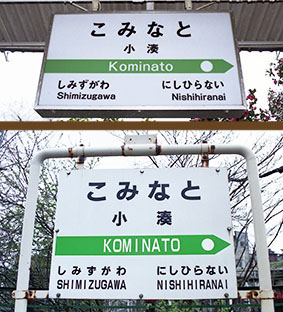 こみなと
小湊
Kominato
しみずがわ にしひらない
Shimizugawa Nishihiranai
こみなと
小湊
KOMINATO
しみずがわ にしひらない
SHIMIZUGAWA NISHIHIRANAI